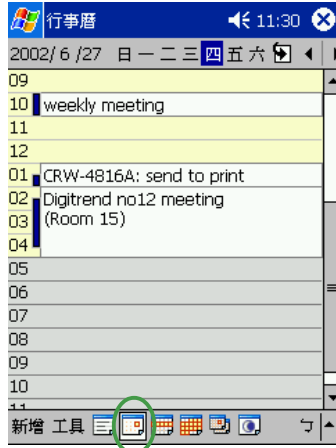 行事曆 11:30
2002/ 6 /27 日 一 二 三 四 五 六
09
10 weekly meeting
11
12
01 CRW-4816A: send to print
02 Digitrend no12 meeting
03 (Room 15)
04
05
06
07
08
09
10
11
新增 工具 ㄅ